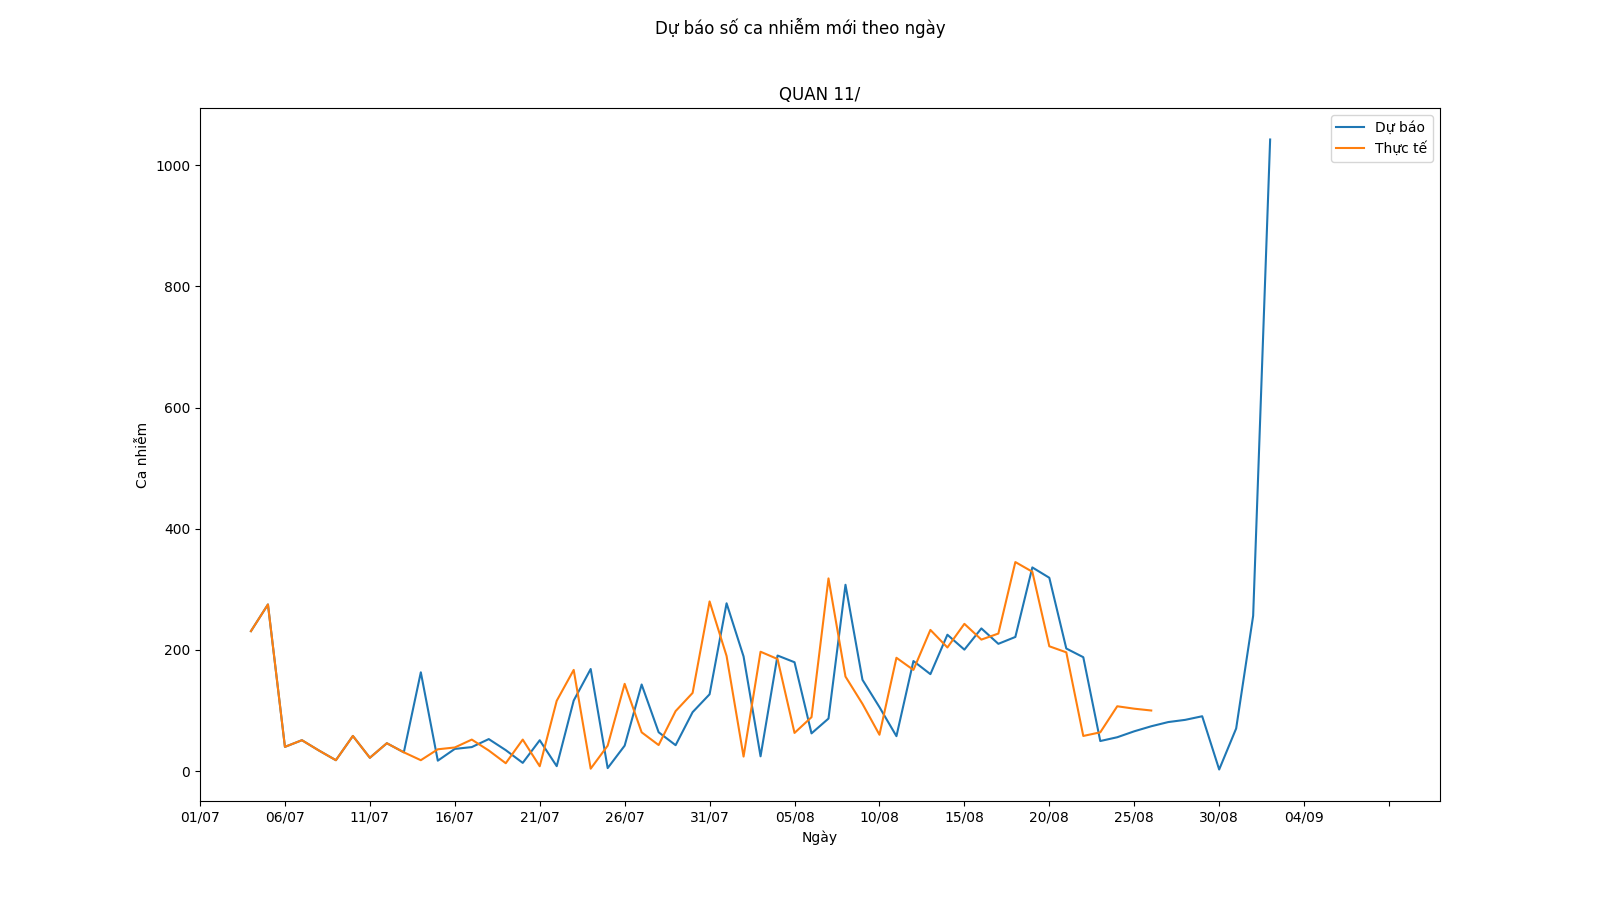 Dự báo số ca nhiễm mới theo ngày
QUAN 11/
Dự báo
Thực tế
1000
800
600
400
200
0
Ca nhiễm
01/07 06/07 11/07 16/07 21/07 26/07 31/07 05/08 10/08 15/08 20/08 25/08 30/08 04/09
Ngày